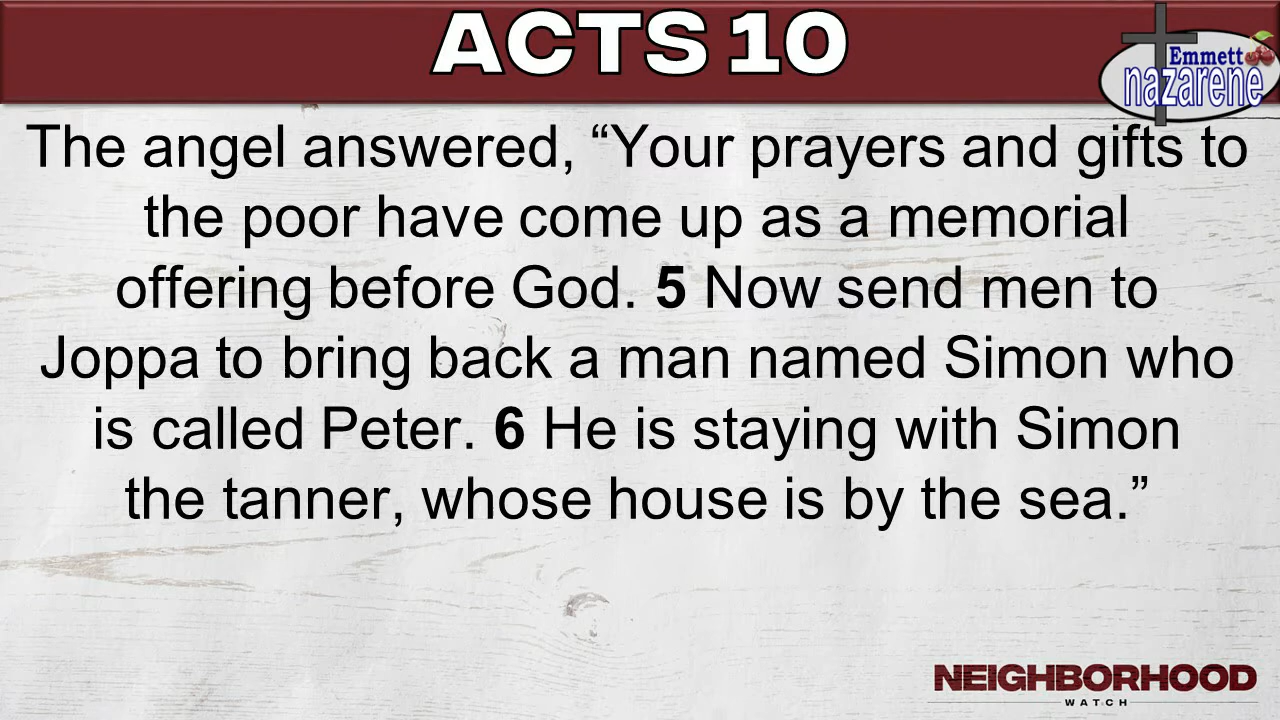 ACTS 10
Emmett
nazarene
The angel answered, “Your prayers and gifts to
the poor have come up as a memorial
offering before God. 5 Now send men to
Joppa to bring back a man named Simon who
is called Peter. 6 He is staying with Simon
the tanner, whose house is by the sea.”
NEIGHBORHOOD
WATCH